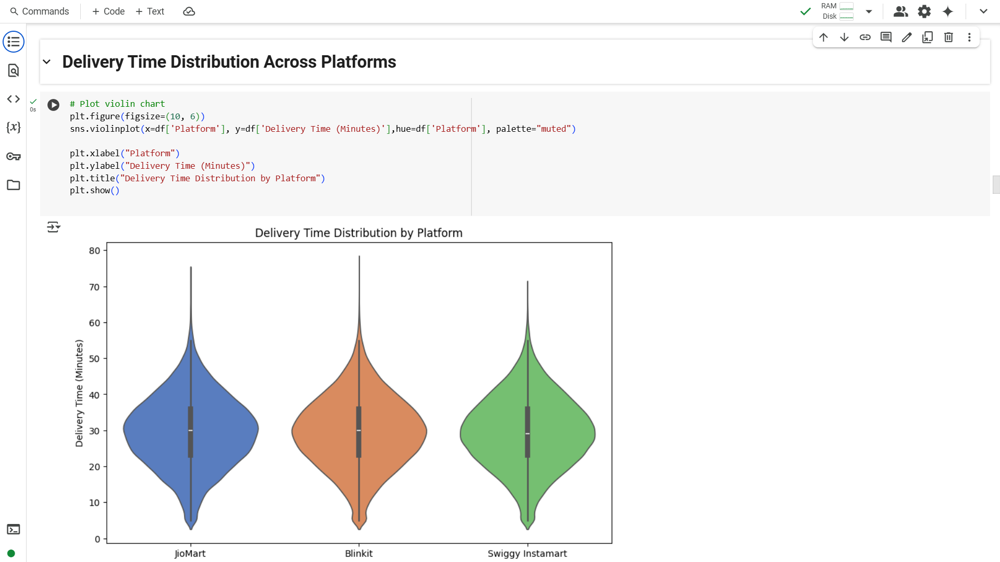 Commands + Code + Text
RAM
Disk
Delivery Time Distribution Across Platforms
0s
# Plot violin chart
plt.figure(figsize=(10, 6))
sns.violinplot(x=df['Platform'], y=df['Delivery Time (Minutes)'],hue=df['Platform'], palette="muted")
plt.xlabel("Platform")
plt.ylabel("Delivery Time (Minutes)")
plt.title("Delivery Time Distribution by Platform")
plt.show()
Delivery Time Distribution by Platform
Delivery Time (Minutes)
80
70
60
50
40
30
20
10
0
JioMart Blinkit Swiggy Instamart